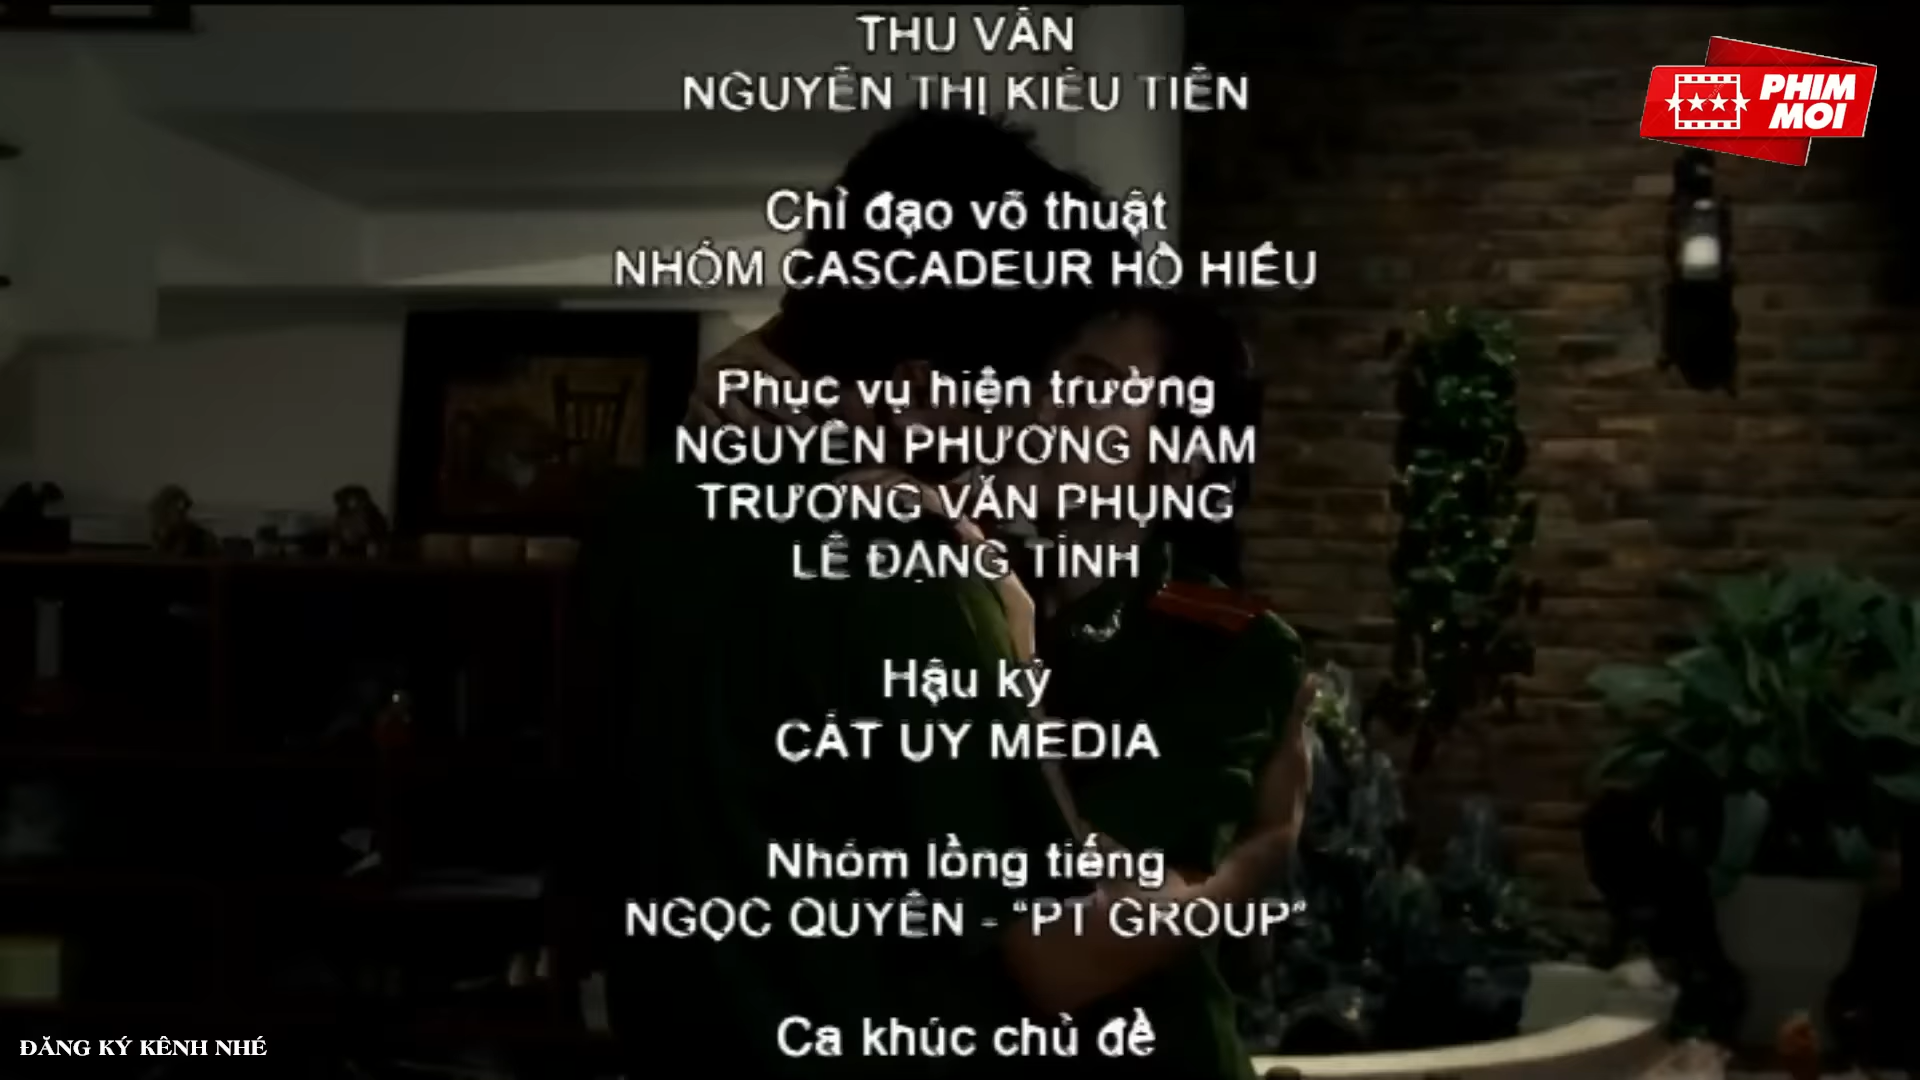 THU VÂN
NGUYỄN THỊ KIỀU TIÊN
Chỉ đạo võ thuật
NHÓM CASCADEUR HỒ HIẾU
Phục vụ hiện trường
NGUYỄN PHƯƠNG NAM
TRƯƠNG VĂN PHỤNG
LÊ ĐẠNG TÍNH
Hậu kỳ
CÁT UY MEDIA
Nhóm lồng tiếng
NGỌC QUYÊN - “PT GROUP”
Ca khúc chủ đề
PHIM
MOI
ĐĂNG KÝ KÊNH NHÉ